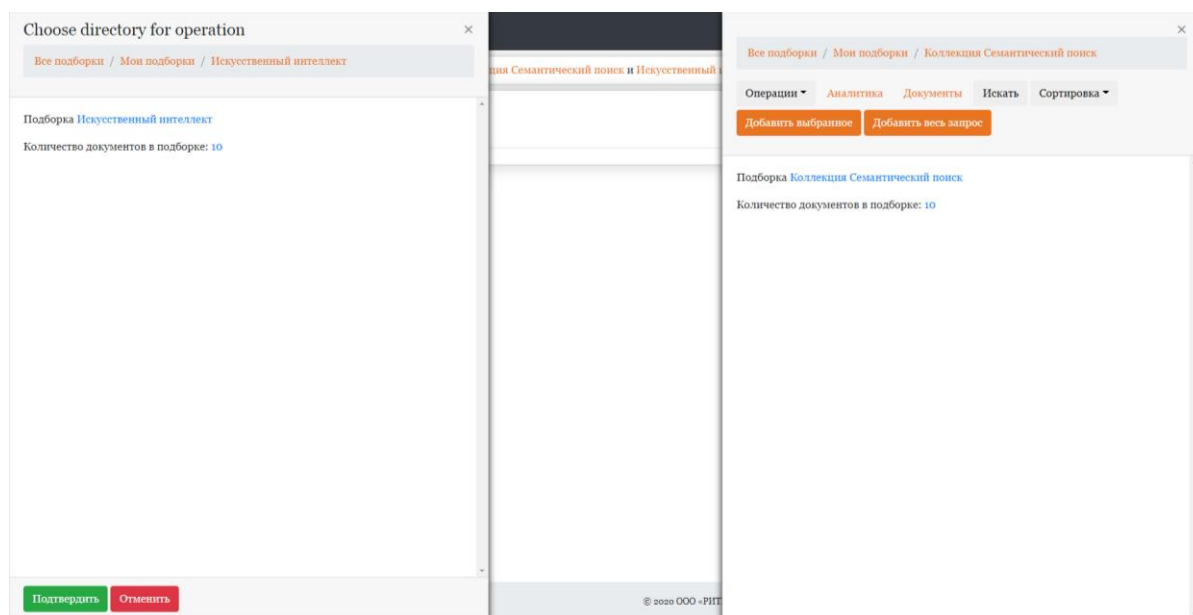 Choose directory for operation ×
Все подборки / Мои подборки / Искусственный интеллект
Подборка Искусственный интеллект
Количество документов в подборке: 10
Подтвердить Отменить
Семантический поиск и Искусственный
© 2020 ООО «РИТ
×
Все подборки / Мои подборки / Коллекция Семантический поиск
Операции Аналитика Документы Искать Сортировка
Добавить выбранное Добавить весь запрос
Подборка Коллекция Семантический поиск
Количество документов в подборке: 10